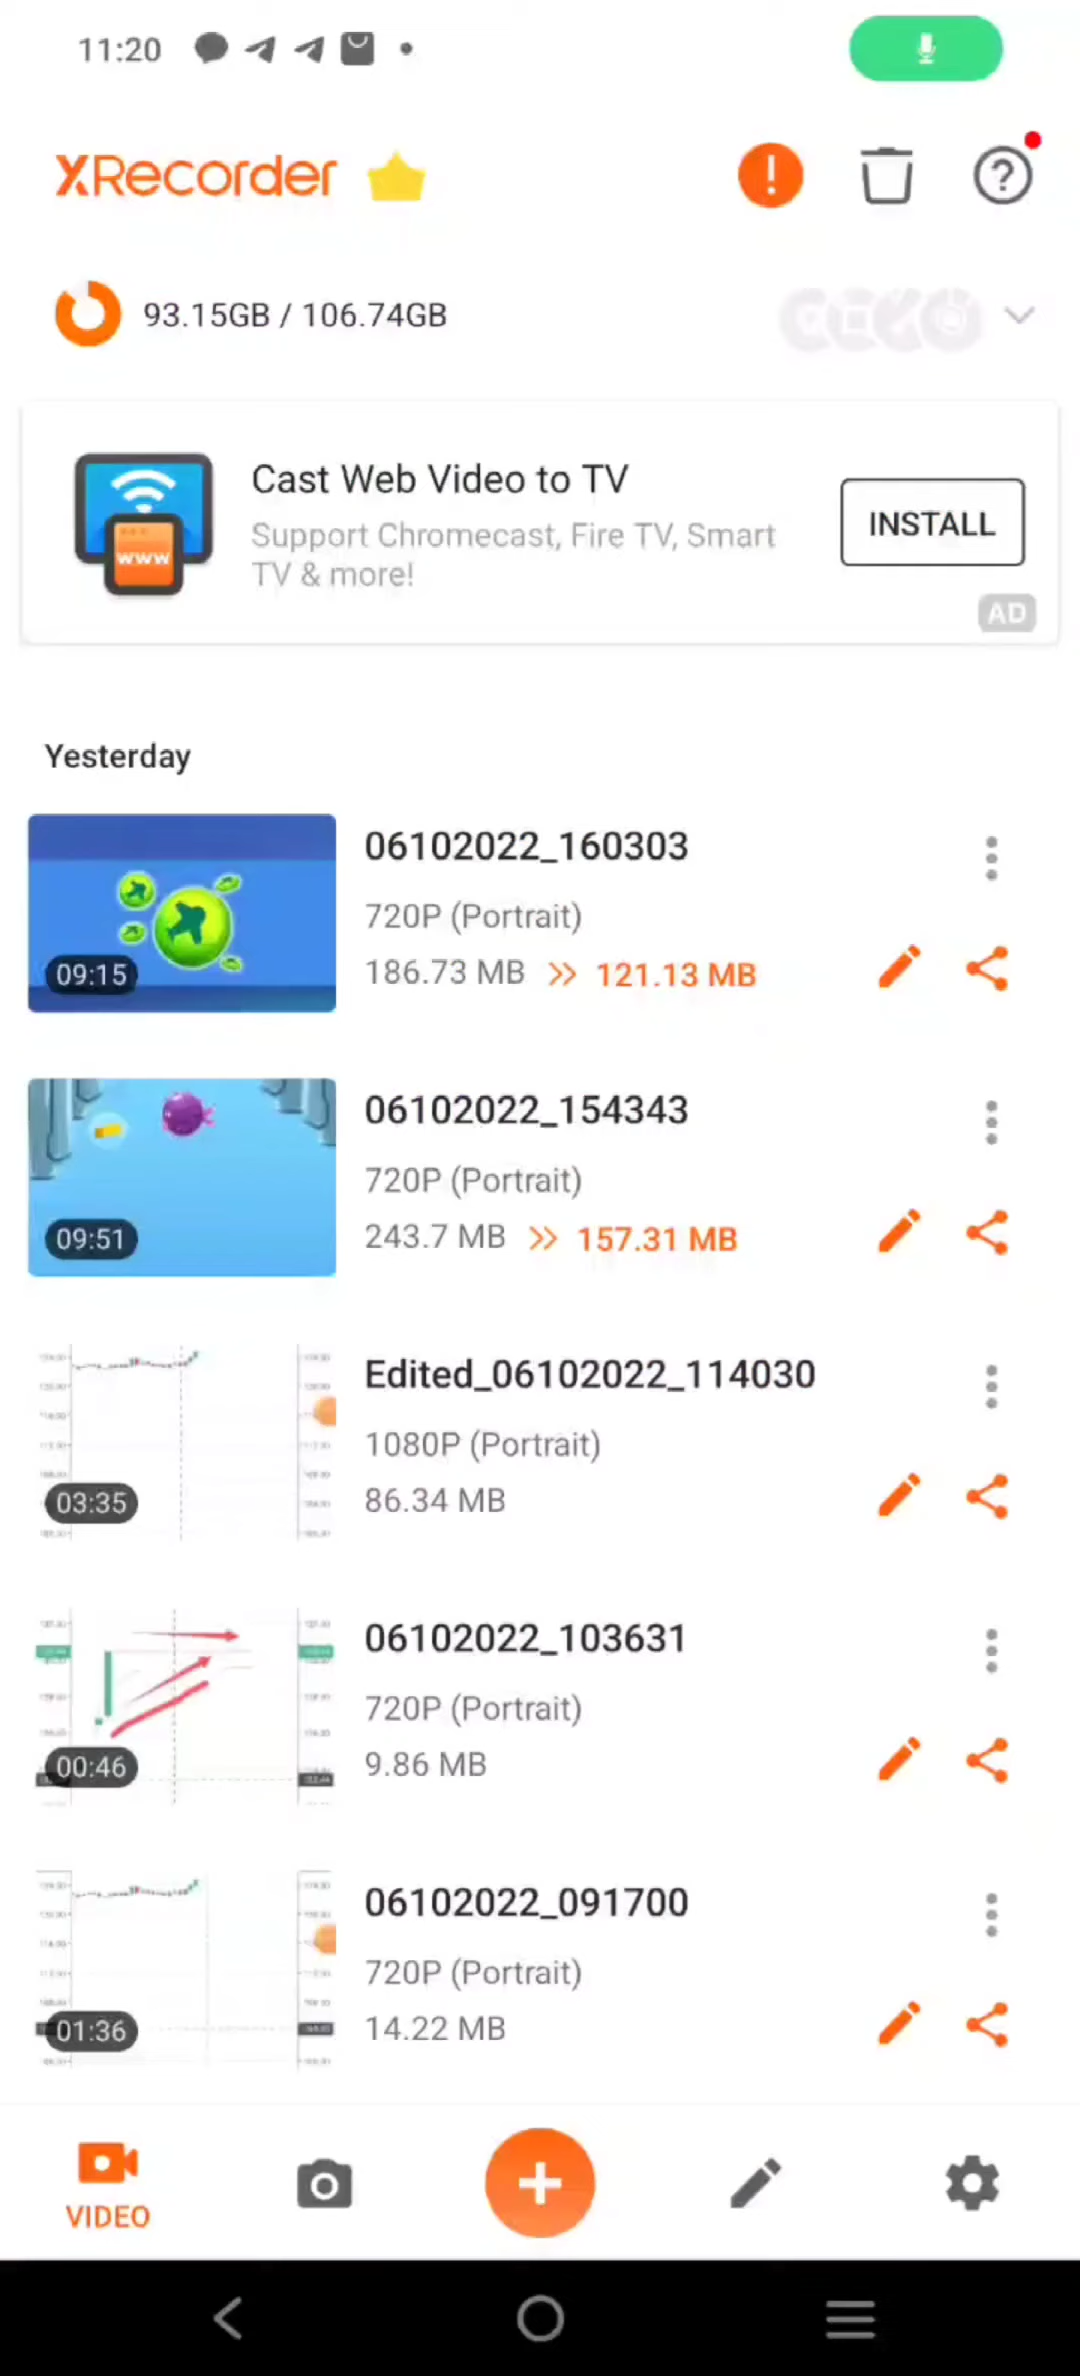 11:20
XRecorder
93.15GB / 106.74GB
Cast Web Video to TV
Support Chromecast, Fire TV, Smart
TV & more!
INSTALL
AD
www
Yesterday
06102022_160303
720P (Portrait)
186.73 MB >> 121.13 MB
09:15
06102022_154343
720P (Portrait)
243.7 MB >> 157.31 MB
09:51
Edited_06102022_114030
1080P (Portrait)
86.34 MB
03:35
06102022_103631
720P (Portrait)
9.86 MB
00:46
06102022_091700
720P (Portrait)
14.22 MB
01:36
VIDEO